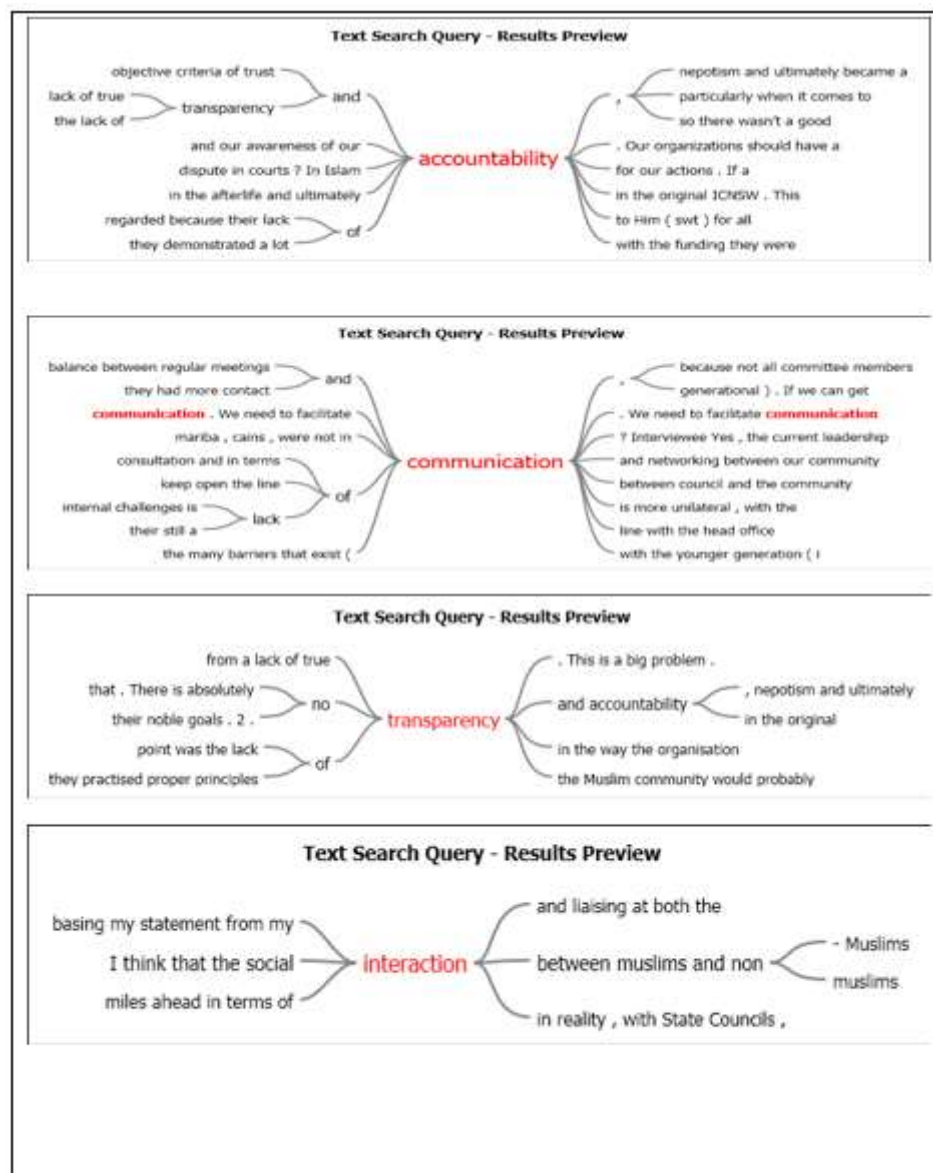 Text Search Query - Results Preview
objective criteria of trust
lack of true
the lack of
transparency
and
and our awareness of our
dispute in courts ? In Islam
in the afterlife and ultimately
regarded because their lack
they demonstrated a lot
of
accountability
,
nepotism and ultimately became a
particularly when it comes to
so there wasn't a good
. Our organizations should have a
for our actions . If a
in the original ICNSW . This
to Him ( swt ) for all
with the funding they were
Text Search Query - Results Preview
balance between regular meetings
they had more contact
and
communication . We need to facilitate
mariba , cains , were not in
consultation and in terms
keep open the line
internal challenges is
their still a
lack
of
the many barriers that exist (
communication
,
because not all committee members
generational ) . If we can get
. We need to facilitate communication
? Interviewee Yes , the current leadership
and networking between our community
between council and the community
is more unilateral , with the
line with the head office
with the younger generation ( I
Text Search Query - Results Preview
from a lack of true
that . There is absolutely
their noble goals . 2 .
no
point was the lack
they practised proper principles
of
transparency
. This is a big problem .
and accountability
, nepotism and ultimately
in the original
in the way the organisation
the Muslim community would probably
Text Search Query - Results Preview
basing my statement from my
I think that the social
miles ahead in terms of
interaction
and liaising at both the
between muslims and non
- Muslims
muslims
in reality , with State Councils ,